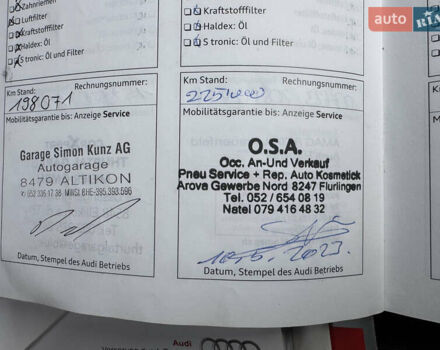 Zahnriemen
Luftfilter
Kraftstofffilter
Haldex: Öl
S tronic: Öl und Filter
Km Stand:
Rechnungsnummer:
198071
Mobilitätsgarantie bis: Anzeige Service
Garage Simon Kunz AG
Autogarage
8479 ALTIKON
Datum, Stempel des Audi Betriebs
Kraftstofffilter
Haldex: Öl
S tronic: Öl und Filter
Km Stand:
Rechnungsnummer:
225'000
Mobilitätsgarantie bis: Anzeige Service
O.S.A.
Occ. An-Und Verkauf
Pneu Service + Rep. Auto Kosmetick
Arova Gewerbe Nord 8247 Flurlingen
Tel. 052 / 654 08 19
Natel 079 416 48 32
Datum, Stempel des Audi Betriebs
Audi
auto RIA